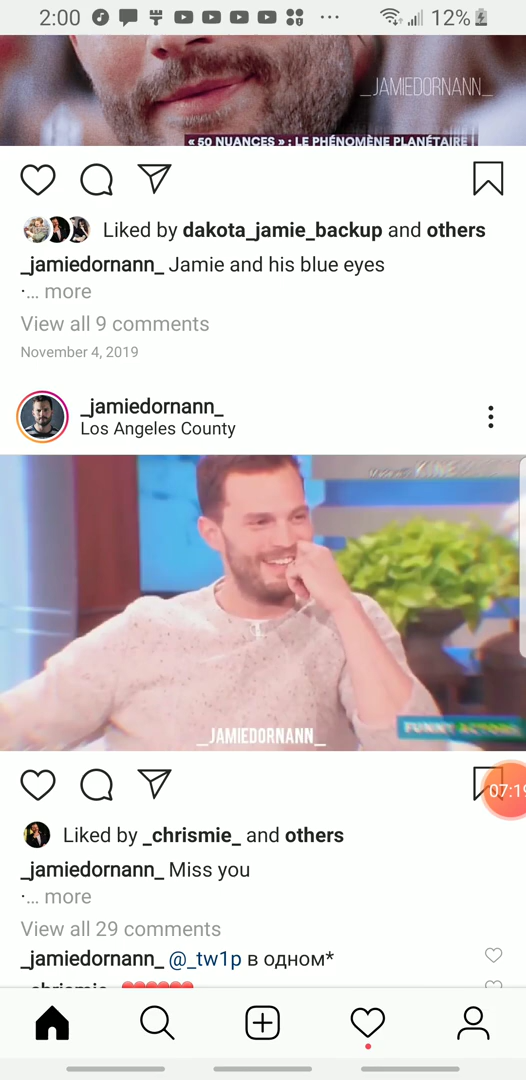 2:00
12%
_JAMIEDORNANN_
« 50 NUANCES » : LE PHÉNOMÈNE PLANÉTAIRE
Liked by dakota_jamie_backup and others
_jamiedornann_ Jamie and his blue eyes
·... more
View all 9 comments
November 4, 2019
_jamiedornann_
Los Angeles County
FUNNY ACTORS
_JAMIEDORNANN_
07:19
Liked by _chrismie_ and others
_jamiedornann_ Miss you
·... more
View all 29 comments
_jamiedornann_ @_tw1p в одном*
_chrismie_